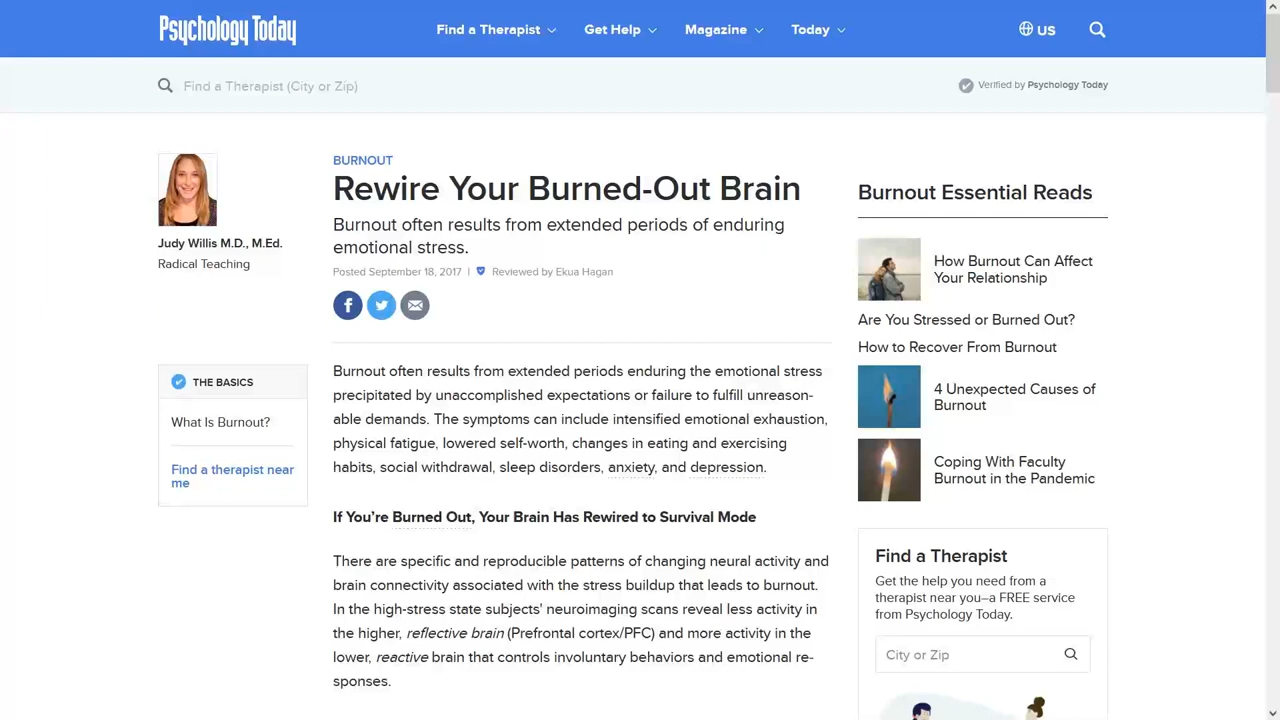 Psychology Today
Find a Therapist
Get Help
Magazine
Today
US
Find a Therapist (City or Zip)
Verified by Psychology Today
Judy Willis M.D., M.Ed.
Radical Teaching
THE BASICS
What Is Burnout?
Find a therapist near
me
BURNOUT
Rewire Your Burned-Out Brain
Burnout often results from extended periods of enduring
emotional stress.
Posted September 18, 2017 | Reviewed by Ekua Hagan
Burnout often results from extended periods enduring the emotional stress
precipitated by unaccomplished expectations or failure to fulfill unreason-
able demands. The symptoms can include intensified emotional exhaustion,
physical fatigue, lowered self-worth, changes in eating and exercising
habits, social withdrawal, sleep disorders, anxiety, and depression.
If You’re Burned Out, Your Brain Has Rewired to Survival Mode
There are specific and reproducible patterns of changing neural activity and
brain connectivity associated with the stress buildup that leads to burnout.
In the high-stress state subjects' neuroimaging scans reveal less activity in
the higher, reflective brain (Prefrontal cortex/PFC) and more activity in the
lower, reactive brain that controls involuntary behaviors and emotional re-
sponses.
Burnout Essential Reads
How Burnout Can Affect
Your Relationship
Are You Stressed or Burned Out?
How to Recover From Burnout
4 Unexpected Causes of
Burnout
Coping With Faculty
Burnout in the Pandemic
Find a Therapist
Get the help you need from a
therapist near you–a FREE service
from Psychology Today.
City or Zip